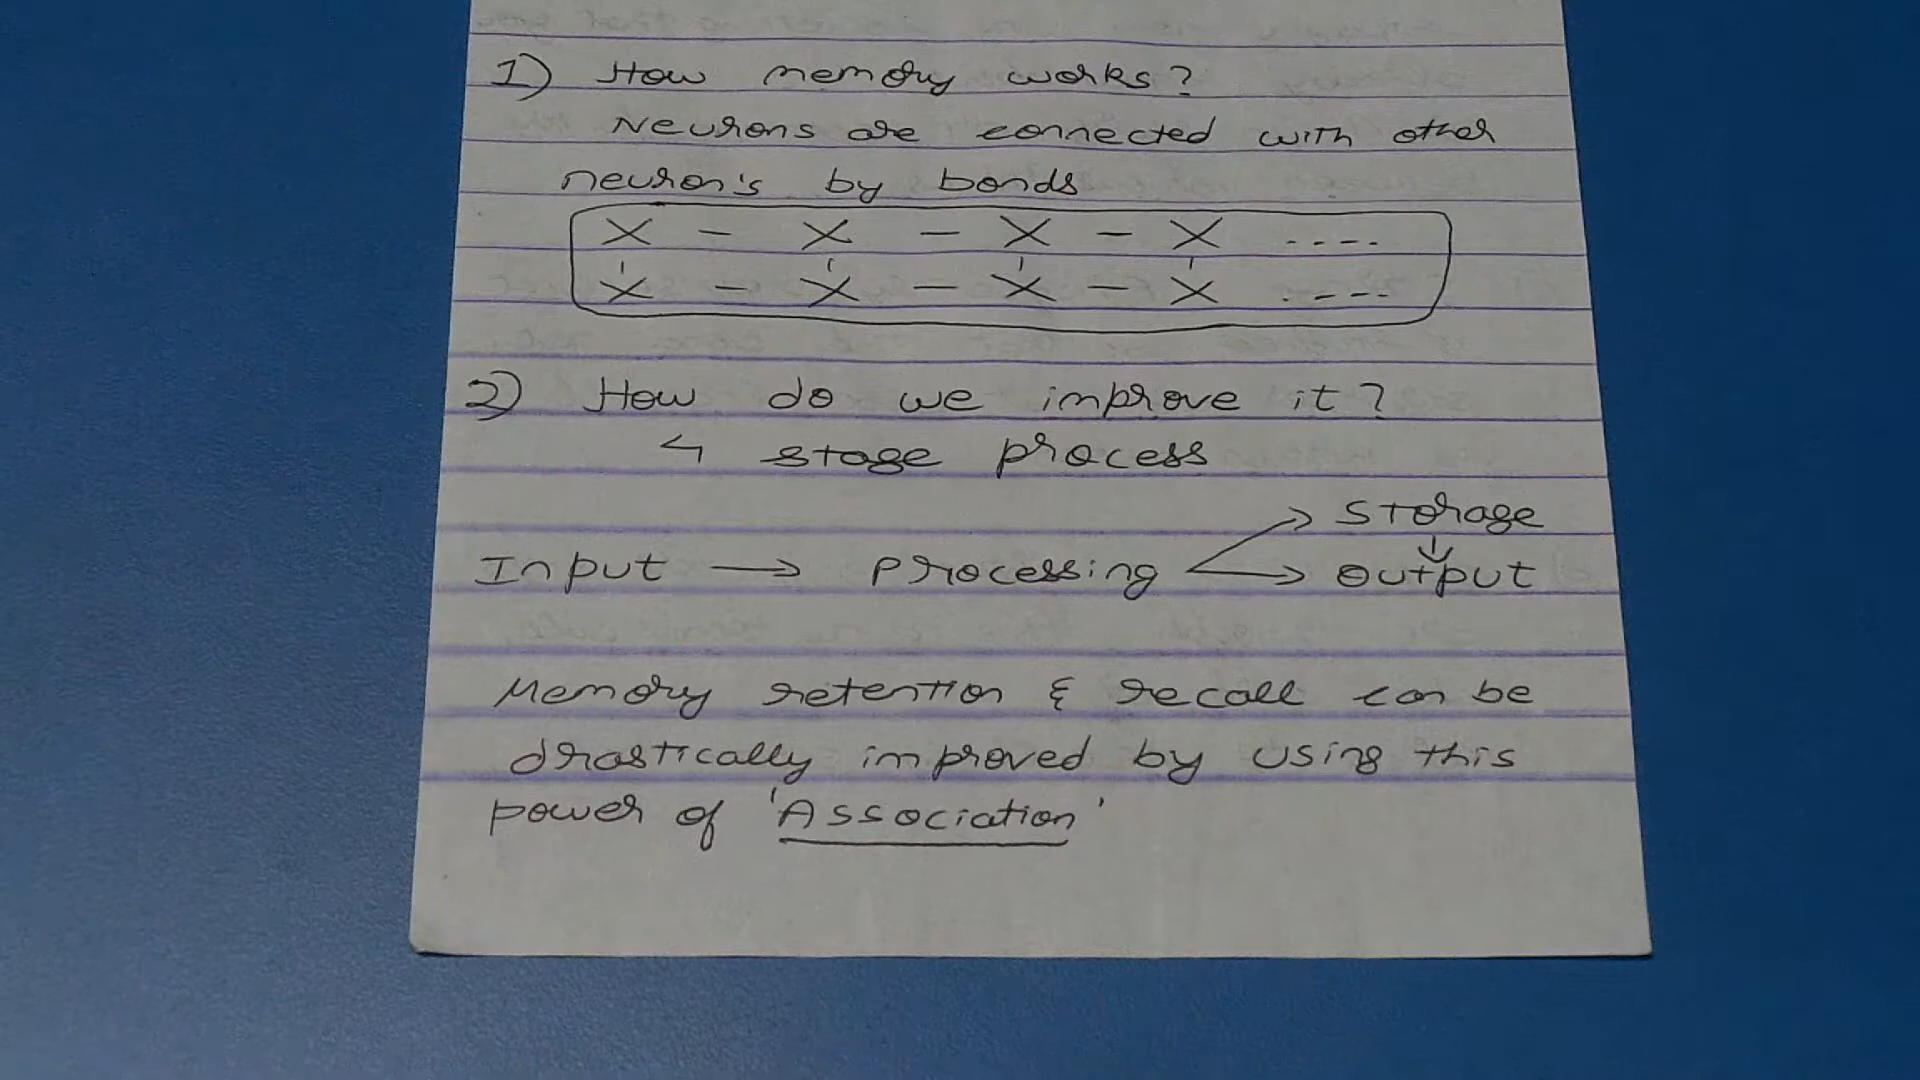 1) How memory works?
Neurons are connected with other
neuron's by bonds
X - X - X - X ----
X - X - X - X ----
2) How do we improve it?
4 stage process
Storage
Input → Processing → output
Memory retention & recall can be
drastically improved by using this
power of 'Association'